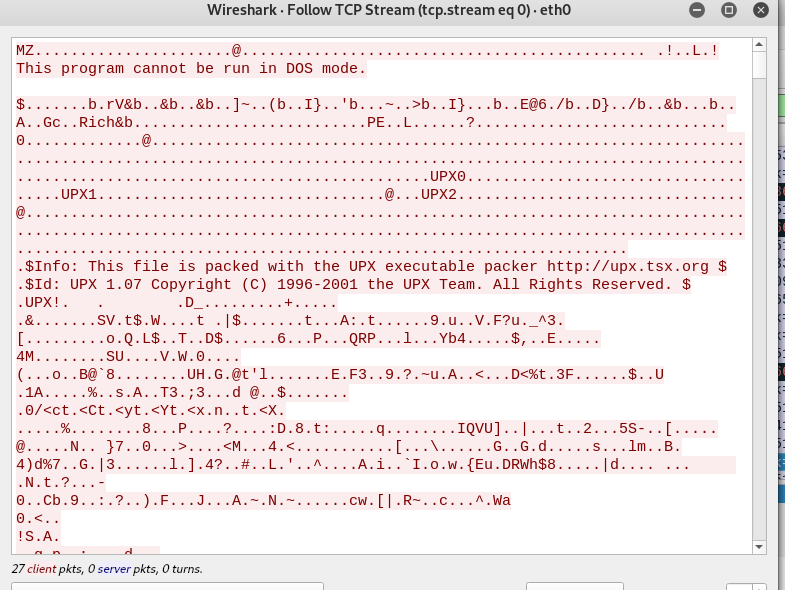 Wireshark · Follow TCP Stream (tcp.stream eq 0) · eth0
MZ......................@........................................... .!..L.!
This program cannot be run in DOS mode.
$.......b.rV&b..&b..&b..]~..(b..I}..'b...~..>b..I}...b..E@6./b..D}../b..&b...b..
A..Gc..Rich&b.........................PE..L......?...........................
0.............@...............................................................
..............................................................................
............................................UPX0..............................
.....UPX1...............................@...UPX2..............................
@.............................................................................
..............................................................................
.................................................................
.$Info: This file is packed with the UPX executable packer http://upx.tsx.org $
.$Id: UPX 1.07 Copyright (C) 1996-2001 the UPX Team. All Rights Reserved. $
.UPX!.   .        .D_.........+.....
.&.......SV.t$.W....t .|$.......t...A:.t......9.u..V.F?u._^3.
[.........o.Q.L$..T..D$......6...P...QRP...l...Yb4.....$,..E.....
4M........SU....V.W.0....
(...o..B@`8........UH.G.@t'l.......E.F3..9.?.~u.A..<...D<%t.3F......$..U
.1A.....%..s.A..T3.;3...d @..$.......
.0/<ct.<Ct.<yt.<Yt.<x.n..t.<X.
.....%........8...P....?....:D.8.t:.....q........IQVU]..|...t..2...5S-..[.....
@.....N.. }7..0...>....<M...4.<..........[...\......G..G.d.....s...lm..B.
4)d%7..G.|3......l.].4?..#..L.'..^....A.i..`I.o.w.{Eu.DRWh$8.....|d.... ...
.N.t.?...-
0..Cb.9..:.?..).F...J...A.~.N.~......cw.[|.R~..c...^.Wa
0.<..
!S.A.
27 client pkts, 0 server pkts, 0 turns.